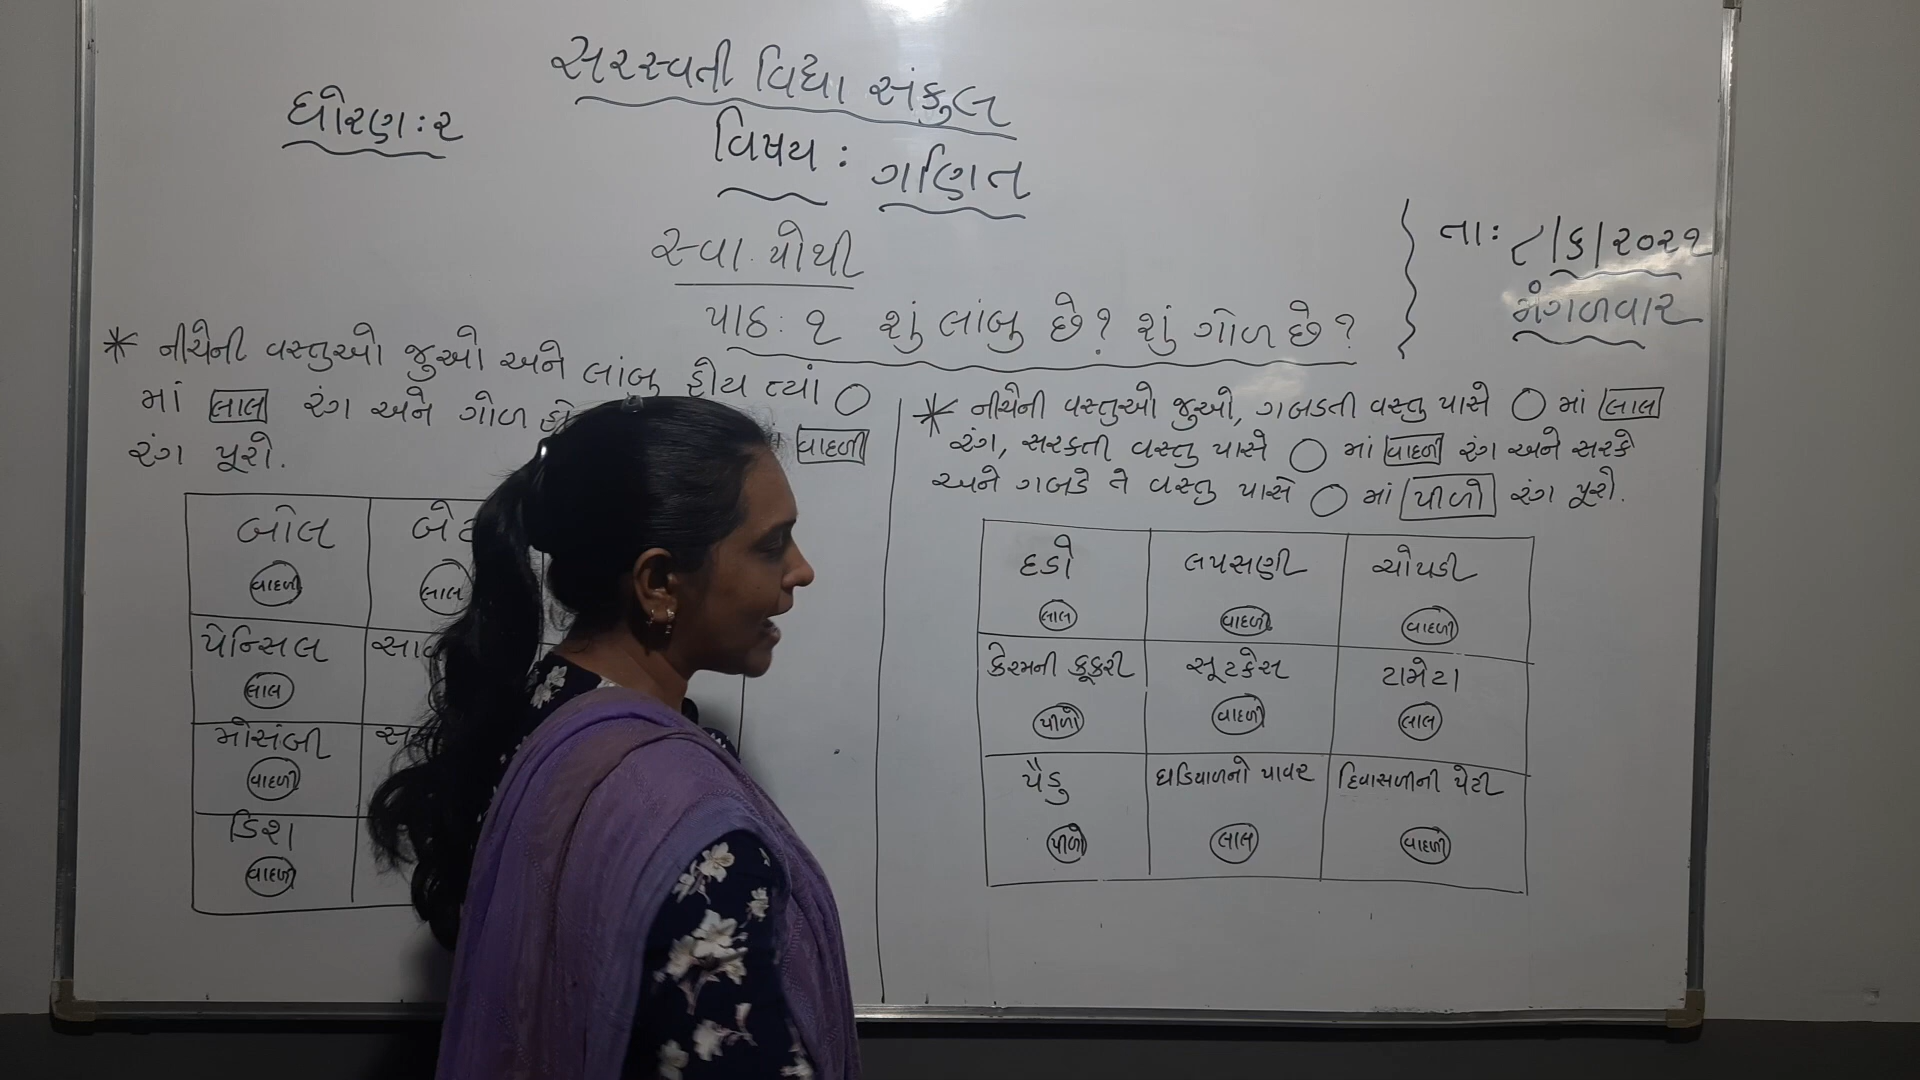 સરસ્વતી વિદ્યા સંકુલ
ધોરણ : ૨
વિષય : ગણિત
સ્વા. પોથી
તા : ૮/૬/૨૦૨૧
મંગળવાર
પાઠ : ૧ શું લાંબુ છે? શું ગોળ છે?
* નીચેની વસ્તુઓ જુઓ અને લાંબુ હોય ત્યાં ○
માં લાલ રંગ અને ગોળ વાદળી
રંગ પૂરો.
બોલ
વાદળી લાલ
પેન્સિલ
લાલ
મોસંબી
વાદળી
ડિશ
વાદળી
* નીચેની વસ્તુઓ જુઓ, ગબડતી વસ્તુ પાસે ○ માં લાલ
રંગ, સરકતી વસ્તુ પાસે ○ માં વાદળી રંગ અને સરકે
અને ગબડે તે વસ્તુ પાસે ○ માં પીળો રંગ પૂરો.
દડો લપસણી ચોપડી
લાલ વાદળી વાદળી
કેરમની કૂકરી સૂટકેસ ટામેટા
પીળો વાદળી લાલ
પૈડુ ઘડિયાળનો પાવર દિવાસળીની પેટી
પીળો લાલ વાદળી